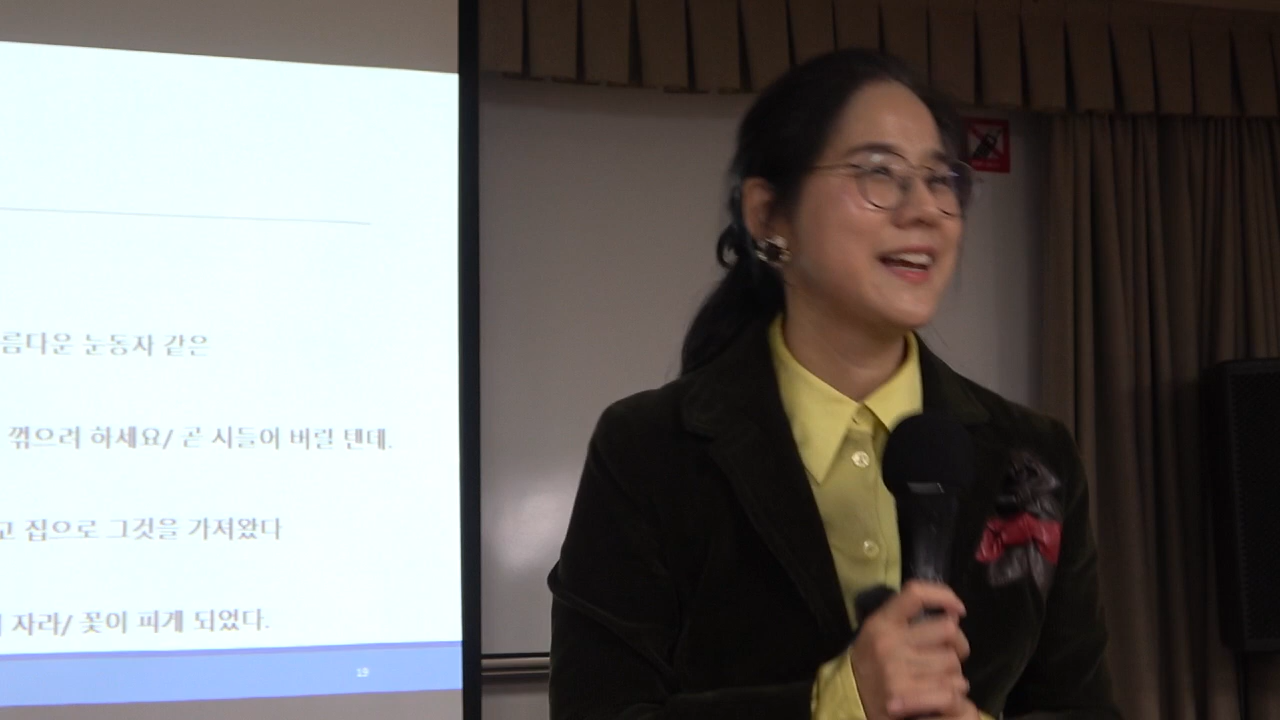 름다운 눈동자 같은
꺾으려 하세요/ 곧 시들어 버릴 텐데.
고 집으로 그것을 가져왔다
자라/ 꽃이 피게 되었다.
19